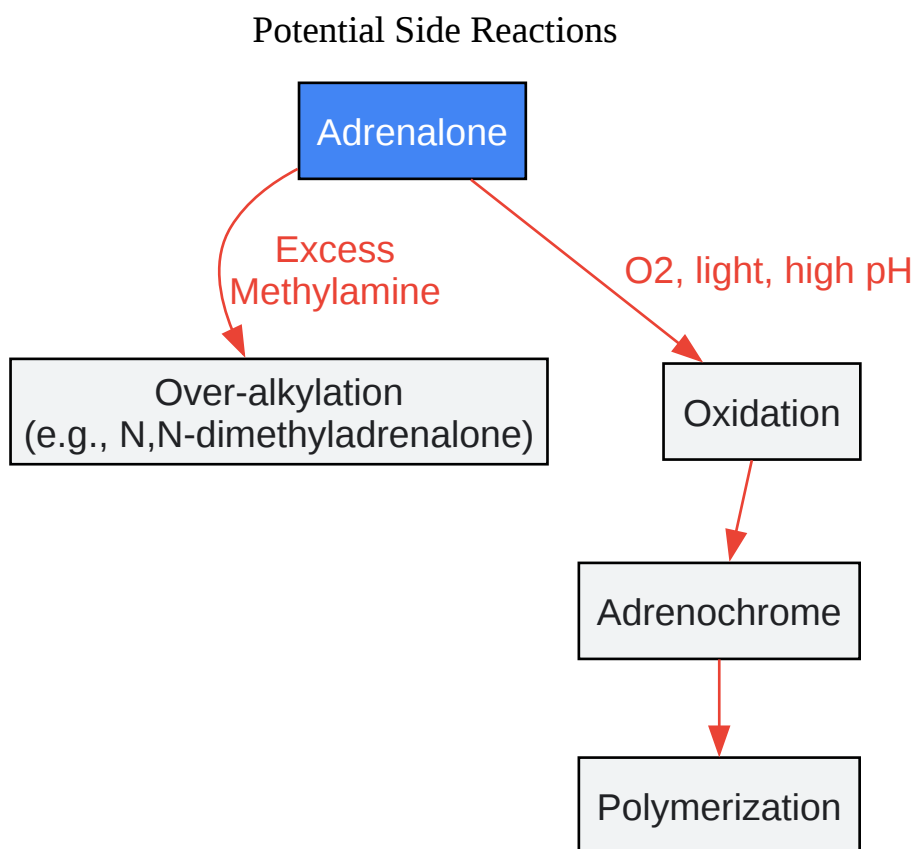 Potential Side Reactions
Adrenalone
Excess
Methylamine
O2, light, high pH
Over-alkylation
(e.g., N,N-dimethyladrenalone)
Oxidation
Adrenochrome
Polymerization